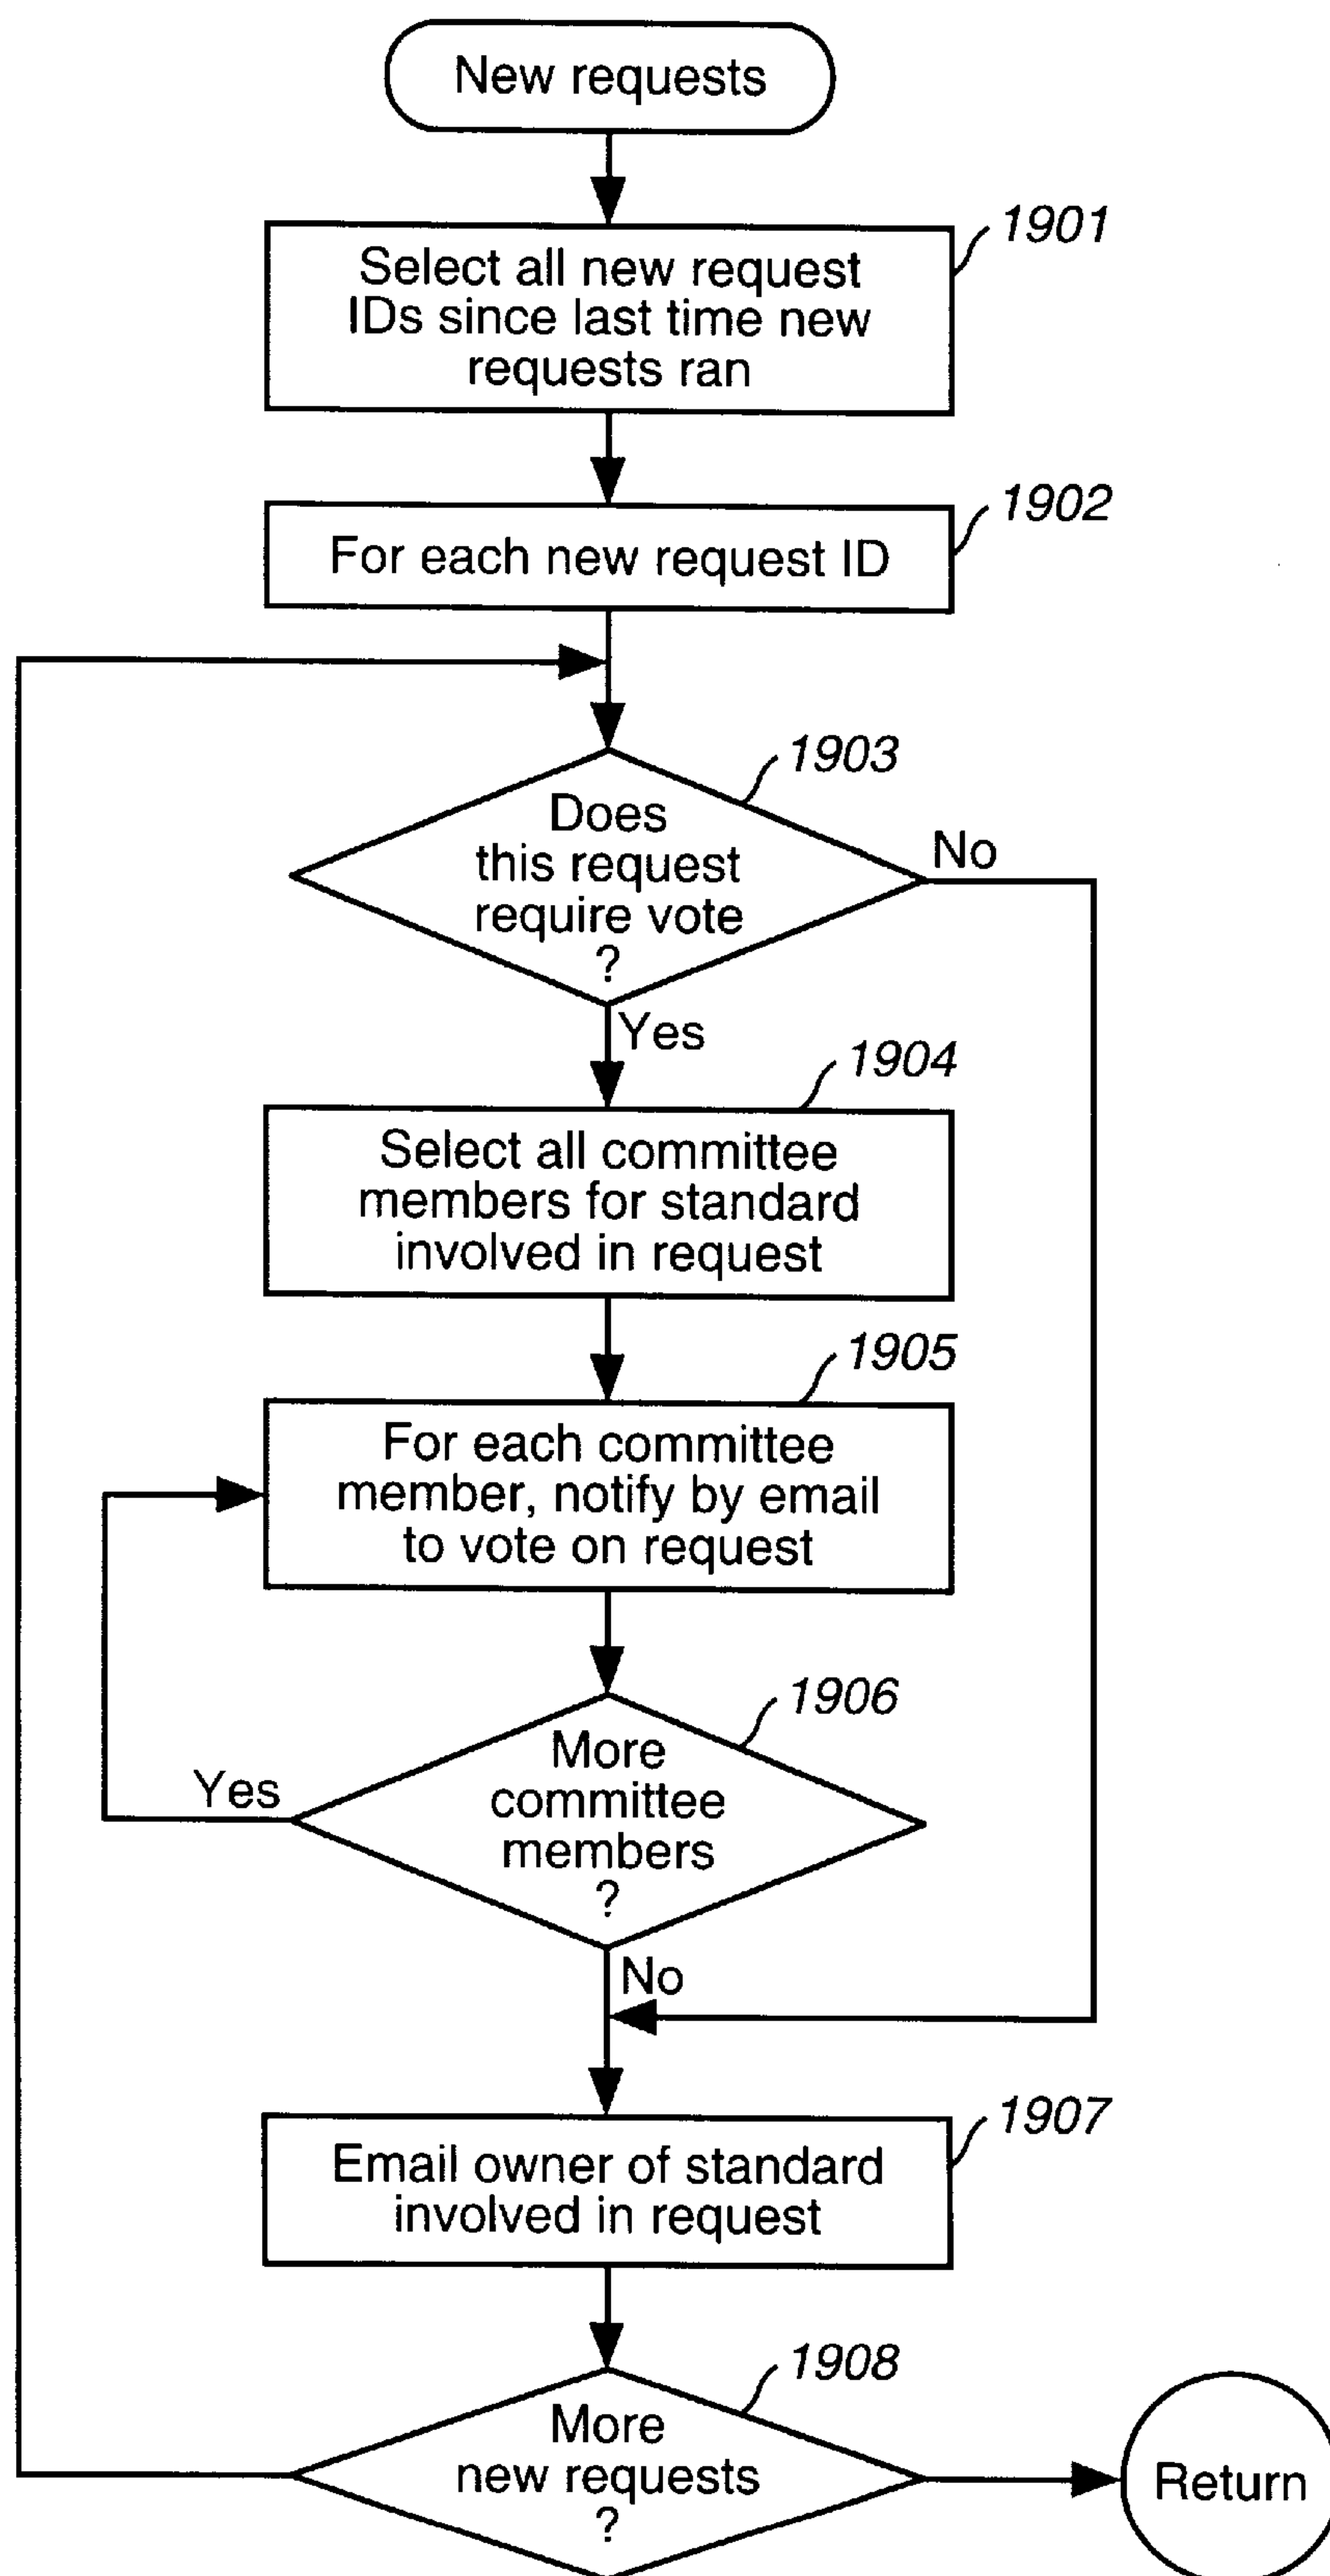 New requests
1901
Select all new request
IDs since last time new
requests ran
1902
For each new request ID
1903
Does
this request
require vote
?
No
Yes
1904
Select all committee
members for standard
involved in request
1905
For each committee
member, notify by email
to vote on request
1906
More
committee
members
?
Yes
No
1907
Email owner of standard
involved in request
1908
More
new requests
?
Return